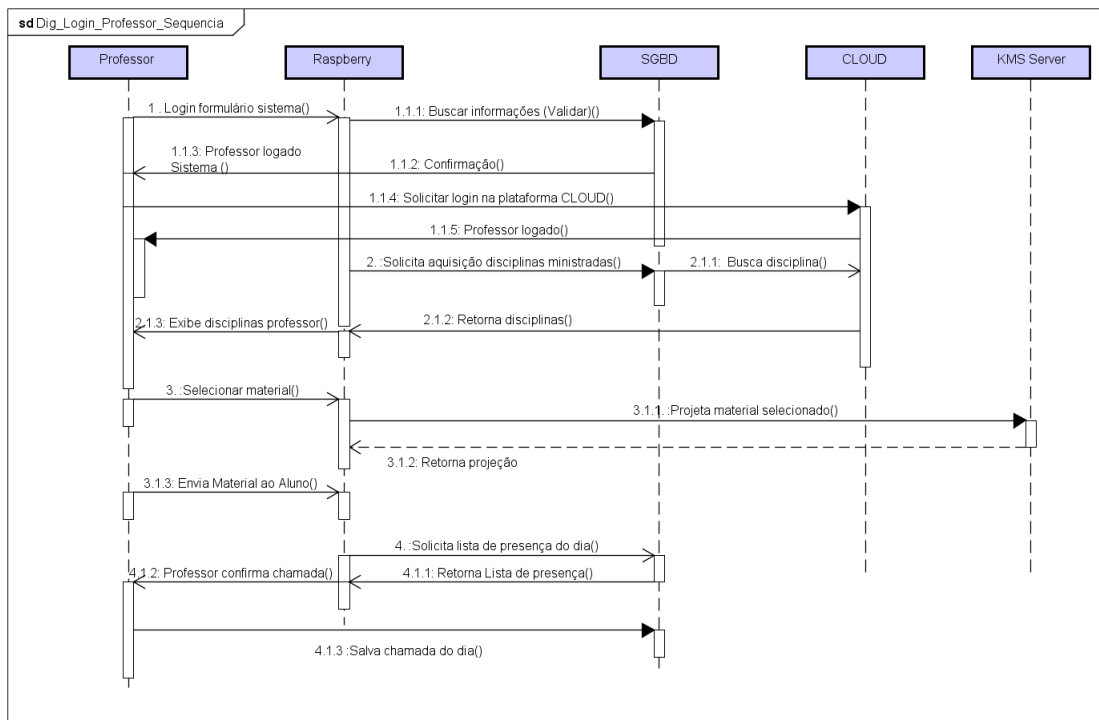 sd Dig_Login_Professor_Sequencia
Professor
Raspberry
SGBD
CLOUD
KMS Server
1 . Login formulário sistema()
1.1.1: Buscar informações (Validar)()
1.1.3: Professor logado
Sistema ()
1.1.2: Confirmação()
1.1.4: Solicitar login na plataforma CLOUD()
1.1.5: Professor logado()
2. :Solicita aquisição disciplinas ministradas()
2.1.1:  Busca disciplina()
2.1.3: Exibe disciplinas professor()
2.1.2: Retorna disciplinas()
3. :Selecionar material()
3.1.1. :Projeta material selecionado()
3.1.2: Retorna projeção
3.1.3: Envia Material ao Aluno()
4. :Solicita lista de presença do dia()
4.1.2: Professor confirma chamada()
4.1.1: Retorna Lista de presença()
4.1.3 :Salva chamada do dia()